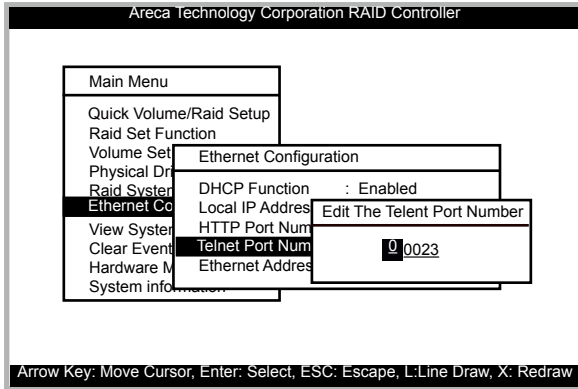 Areca Technology Corporation RAID Controller
Main Menu
Quick Volume/Raid Setup
Raid Set Function
Volume Set
Physical Dri
Raid System
Ethernet Co
View System
Clear Event
Hardware M
System information
Ethernet Configuration
DHCP Function : Enabled
Local IP Addres
HTTP Port Num
Telnet Port Num
Ethernet Addres
Edit The Telent Port Number
0 0023
Arrow Key: Move Cursor, Enter: Select, ESC: Escape, L:Line Draw, X: Redraw